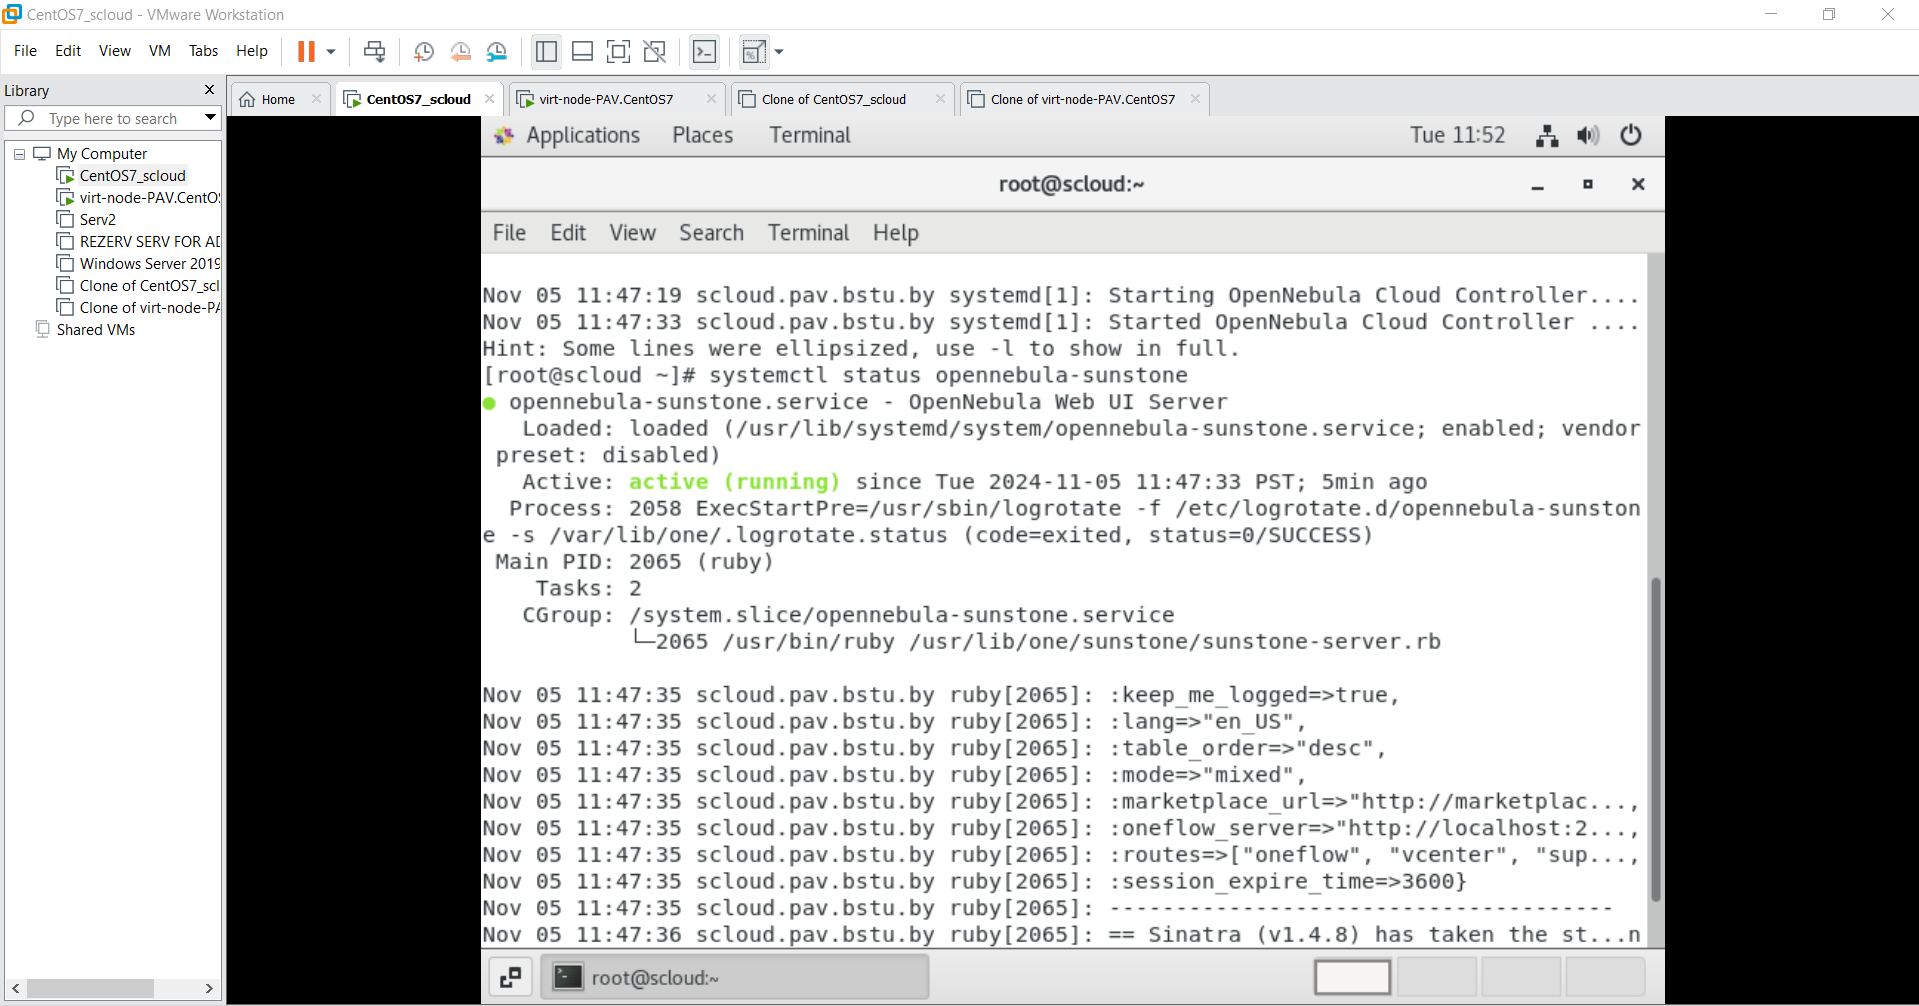 CentOS7_scloud - VMware Workstation
File Edit View VM Tabs Help
Library
Type here to search
My Computer
CentOS7_scloud
virt-node-PAV.CentOS
Serv2
REZERV SERV FOR AD
Windows Server 2019
Clone of CentOS7_scl
Clone of virt-node-PA
Shared VMs
Home CentOS7_scloud virt-node-PAV.CentOS7 Clone of CentOS7_scloud Clone of virt-node-PAV.CentOS7
Applications Places Terminal Tue 11:52
root@scloud:~
File Edit View Search Terminal Help
Nov 05 11:47:19 scloud.pav.bstu.by systemd[1]: Starting OpenNebula Cloud Controller....
Nov 05 11:47:33 scloud.pav.bstu.by systemd[1]: Started OpenNebula Cloud Controller ....
Hint: Some lines were ellipsized, use -l to show in full.
[root@scloud ~]# systemctl status opennebula-sunstone
● opennebula-sunstone.service - OpenNebula Web UI Server
Loaded: loaded (/usr/lib/systemd/system/opennebula-sunstone.service; enabled; vendor
preset: disabled)
Active: active (running) since Tue 2024-11-05 11:47:33 PST; 5min ago
Process: 2058 ExecStartPre=/usr/sbin/logrotate -f /etc/logrotate.d/opennebula-sunston
e -s /var/lib/one/.logrotate.status (code=exited, status=0/SUCCESS)
Main PID: 2065 (ruby)
Tasks: 2
CGroup: /system.slice/opennebula-sunstone.service
└─2065 /usr/bin/ruby /usr/lib/one/sunstone/sunstone-server.rb
Nov 05 11:47:35 scloud.pav.bstu.by ruby[2065]: :keep_me_logged=>true,
Nov 05 11:47:35 scloud.pav.bstu.by ruby[2065]: :lang=>"en_US",
Nov 05 11:47:35 scloud.pav.bstu.by ruby[2065]: :table_order=>"desc",
Nov 05 11:47:35 scloud.pav.bstu.by ruby[2065]: :mode=>"mixed",
Nov 05 11:47:35 scloud.pav.bstu.by ruby[2065]: :marketplace_url=>"http://marketplac...,
Nov 05 11:47:35 scloud.pav.bstu.by ruby[2065]: :oneflow_server=>"http://localhost:2...,
Nov 05 11:47:35 scloud.pav.bstu.by ruby[2065]: :routes=>["oneflow", "vcenter", "sup...,
Nov 05 11:47:35 scloud.pav.bstu.by ruby[2065]: :session_expire_time=>3600}
Nov 05 11:47:35 scloud.pav.bstu.by ruby[2065]: --------------------------------------
Nov 05 11:47:36 scloud.pav.bstu.by ruby[2065]: == Sinatra (v1.4.8) has taken the st...n
root@scloud:~